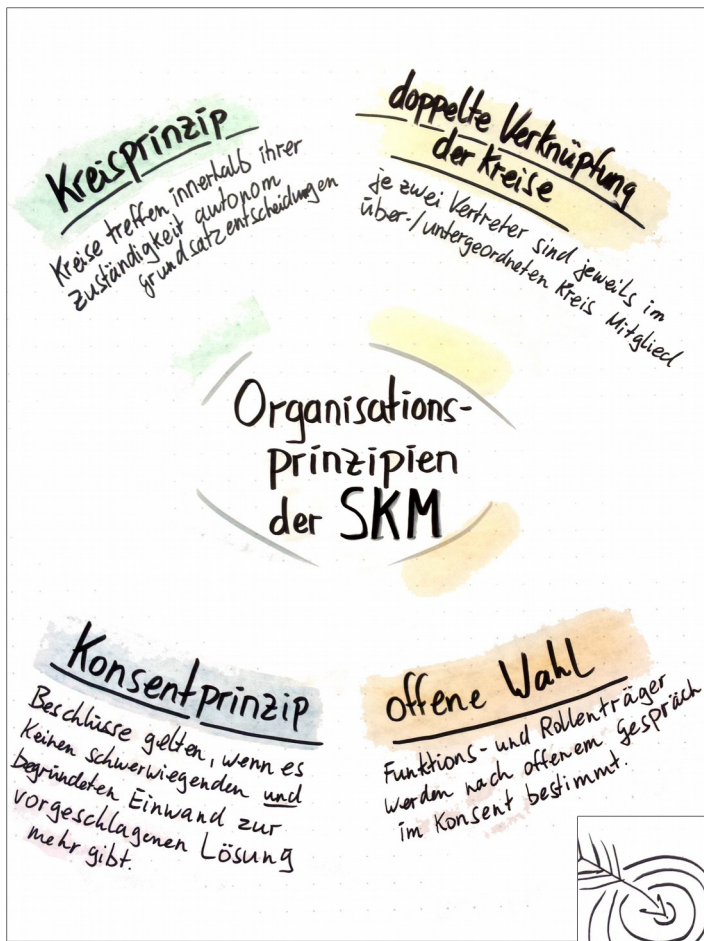 Kreisprinzip
Kreise treffen innerhalb ihrer
Zuständigkeit autonom
Grundsatzentscheidungen
doppelte Verknüpfung
der Kreise
je zwei Vertreter sind jeweils im
über-/untergeordneten Kreis Mitglied
Organisations-
prinzipien
der SKM
Konsentprinzip
Beschlüsse gelten, wenn es
Keinen schwerwiegenden und
begründeten Einwand zur
vorgeschlagenen Lösung
mehr gibt.
offene Wahl
Funktions- und Rollenträger
werden nach offenem Gespräch
im Konsent bestimmt.